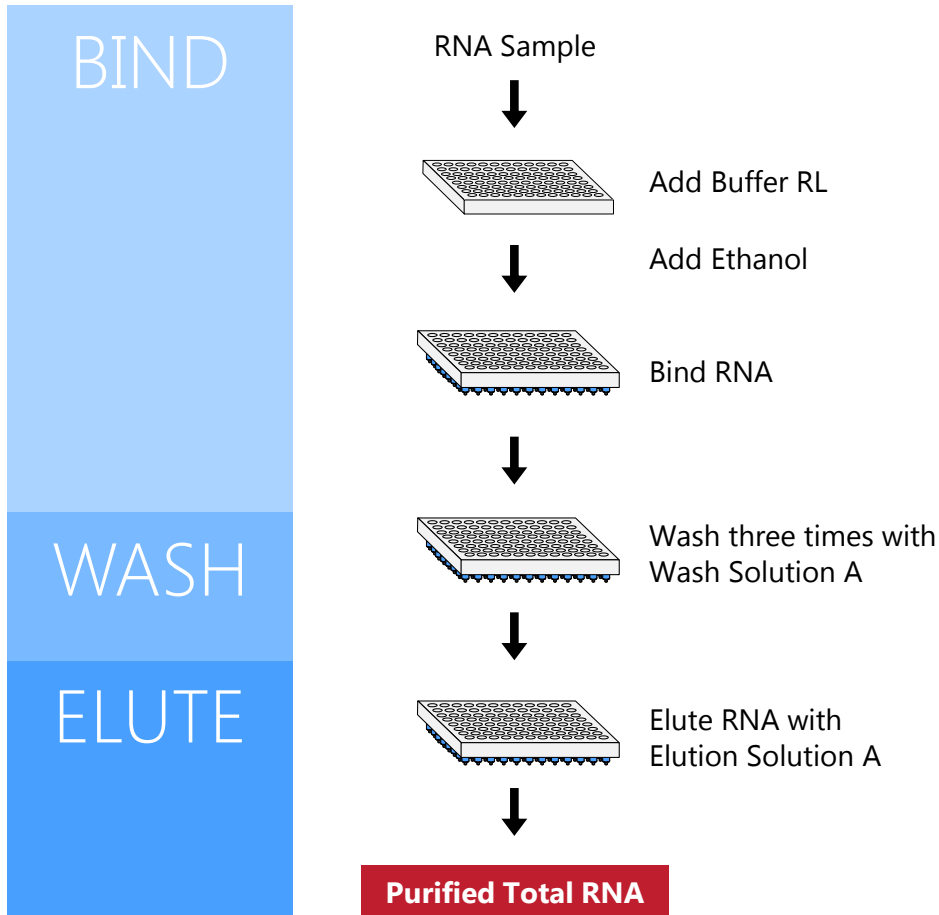 BIND
RNA Sample
Add Buffer RL
Add Ethanol
Bind RNA
WASH
Wash three times with
Wash Solution A
ELUTE
Elute RNA with
Elution Solution A
Purified Total RNA